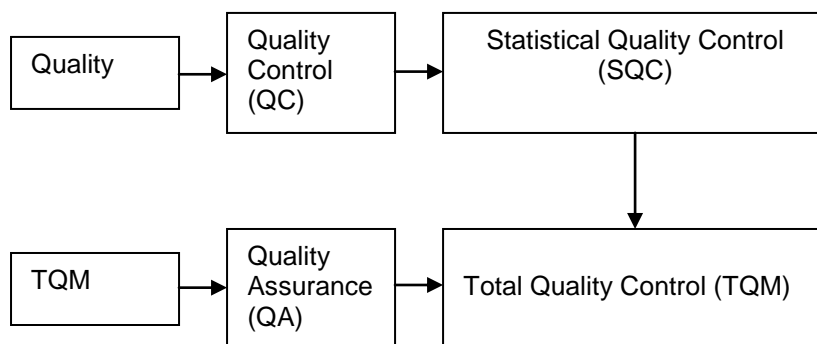 Quality
Quality
Control
(QC)
Statistical Quality Control
(SQC)
TQM
Quality
Assurance
(QA)
Total Quality Control (TQM)